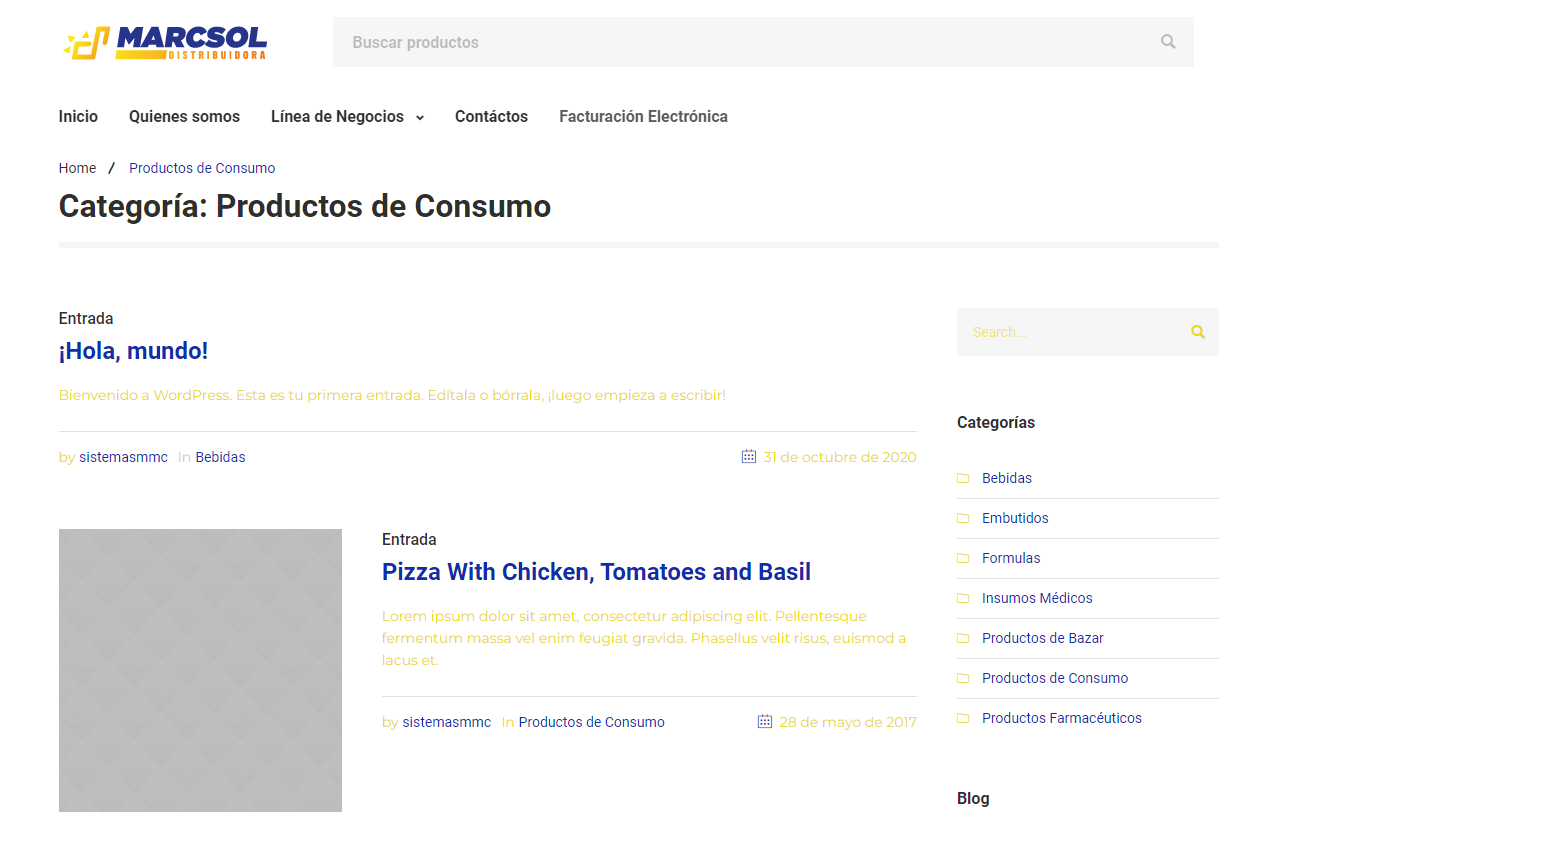 MARCSOL
DISTRIBUIDORA
Buscar productos
Inicio Quienes somos Línea de Negocios Contáctos Facturación Electrónica
Home / Productos de Consumo
Categoría: Productos de Consumo
Entrada
¡Hola, mundo!
Bienvenido a WordPress. Esta es tu primera entrada. Edítala o bórrala, ¡luego empieza a escribir!
by sistemasmmc In Bebidas 31 de octubre de 2020
Entrada
Pizza With Chicken, Tomatoes and Basil
Lorem ipsum dolor sit amet, consectetur adipiscing elit. Pellentesque
fermentum massa vel enim feugiat gravida. Phasellus velit risus, euismod a
lacus et.
by sistemasmmc In Productos de Consumo 28 de mayo de 2017
Search...
Categorías
Bebidas
Embutidos
Formulas
Insumos Médicos
Productos de Bazar
Productos de Consumo
Productos Farmacéuticos
Blog